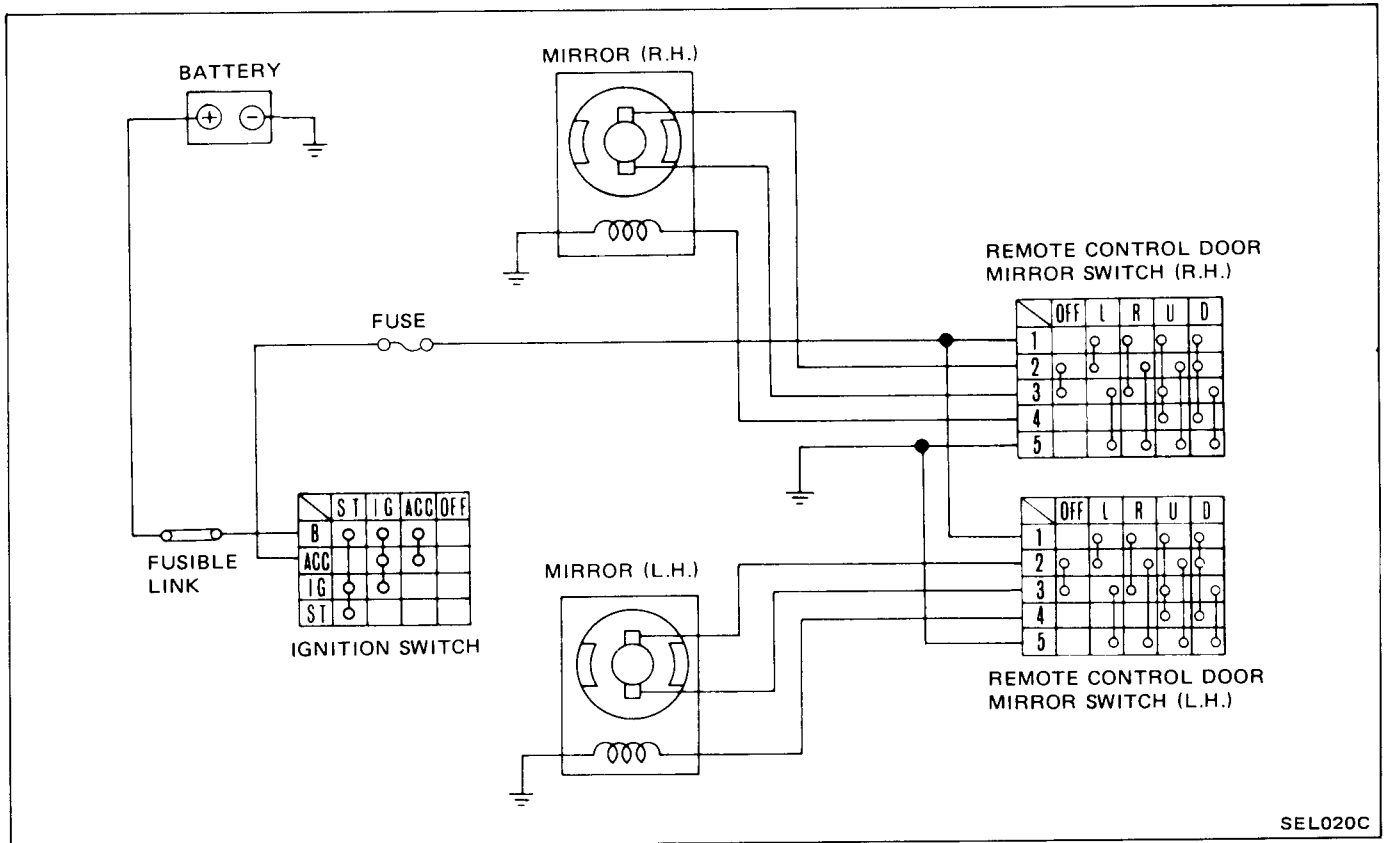 MIRROR (R.H.)
BATTERY
+ -
REMOTE CONTROL DOOR
MIRROR SWITCH (R.H.)
FUSE
OFF L R U D
1
2
3
4
5
ST IG ACC OFF
B
ACC
IG
ST
FUSIBLE
LINK
IGNITION SWITCH
MIRROR (L.H.)
OFF L R U D
1
2
3
4
5
REMOTE CONTROL DOOR
MIRROR SWITCH (L.H.)
SEL020C